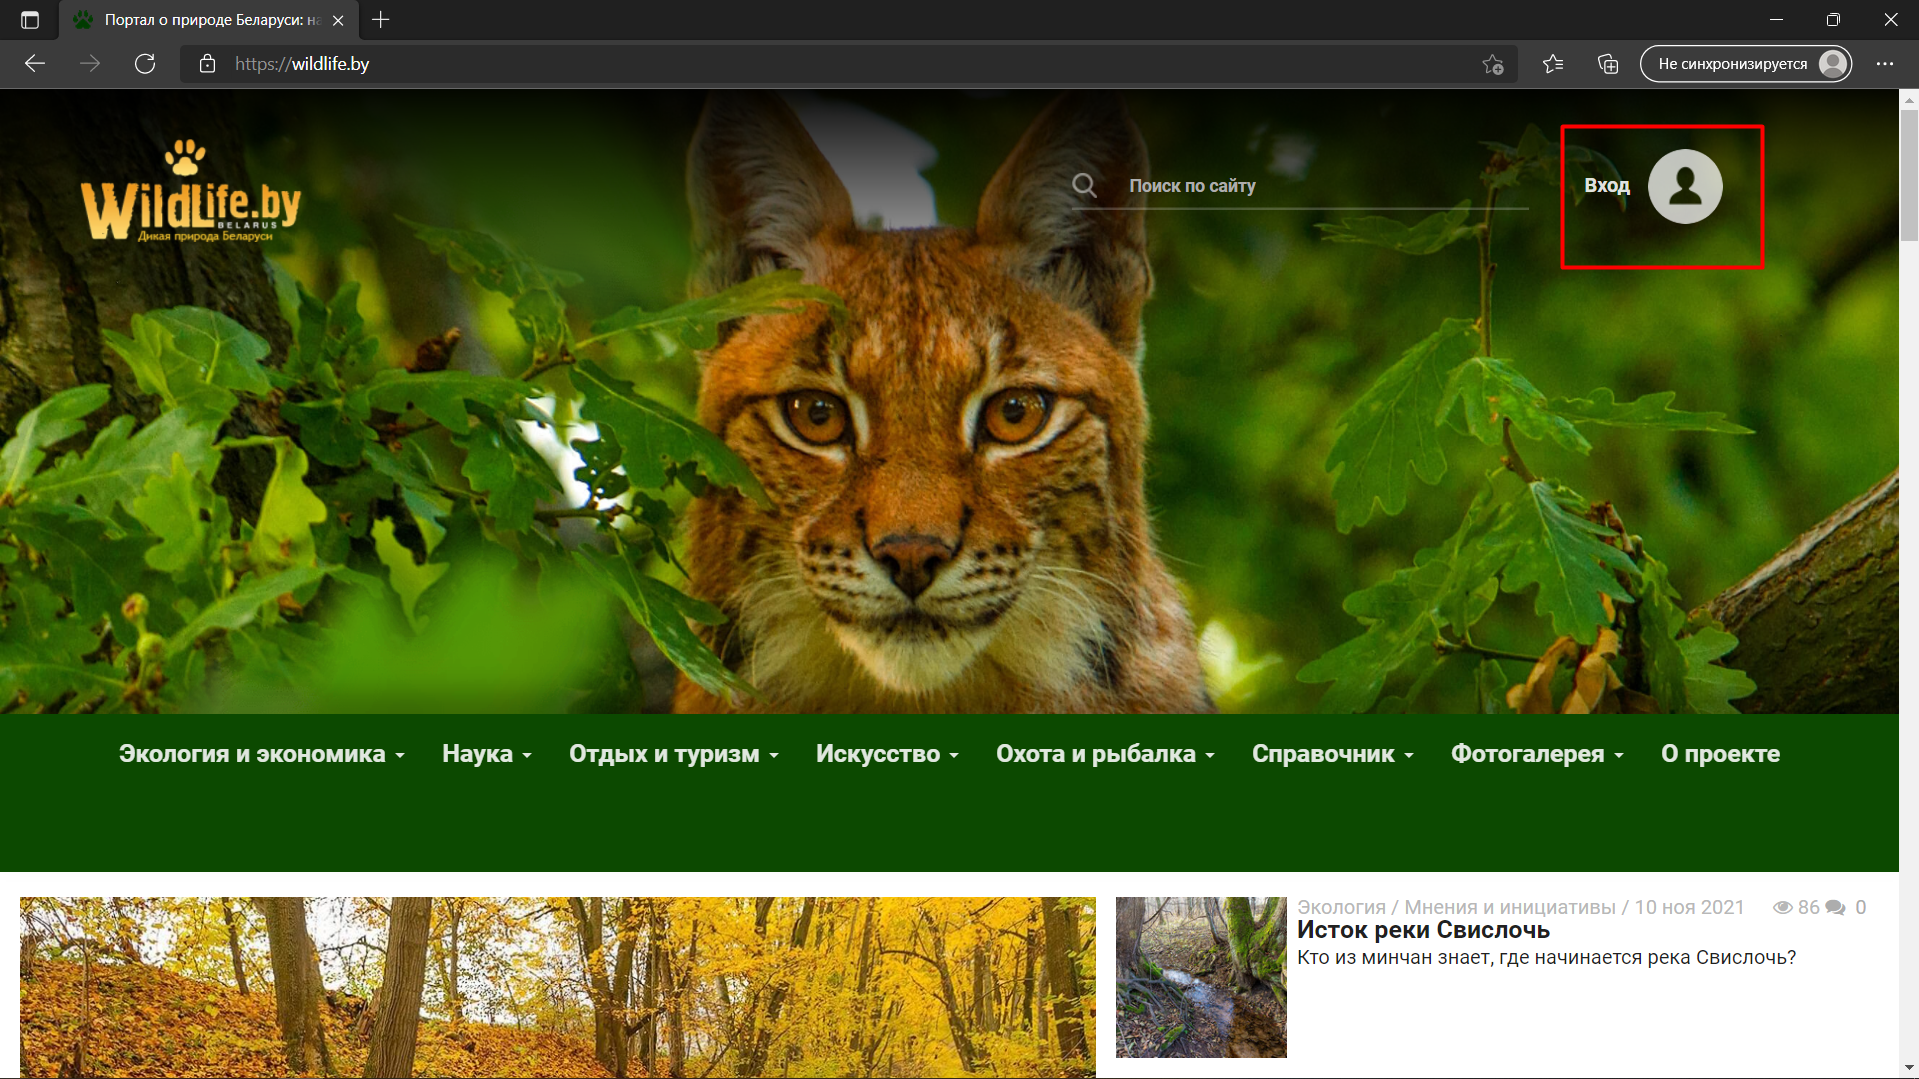 Портал о природе Беларуси: на
https://wildlife.by
Не синхронизируется
WildLife.by
BELARUS
Дикая природа Беларуси
Поиск по сайту
Вход
Экология и экономика Наука Отдых и туризм Искусство Охота и рыбалка Справочник Фотогалерея О проекте
Экология / Мнения и инициативы / 10 ноя 2021 86 0
Исток реки Свислочь
Кто из минчан знает, где начинается река Свислочь?